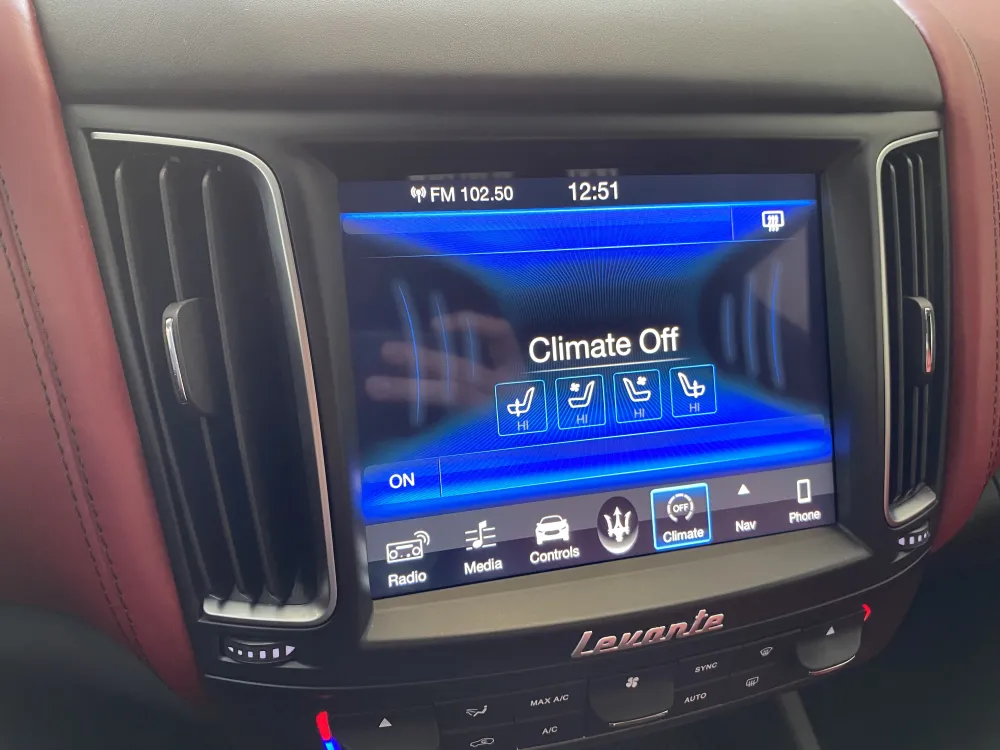 FM 102.50 12:51
Climate Off
HI HI HI HI
ON
Radio Media Controls OFF Climate Nav Phone
Levante
MAX A/C SYNC
A/C AUTO